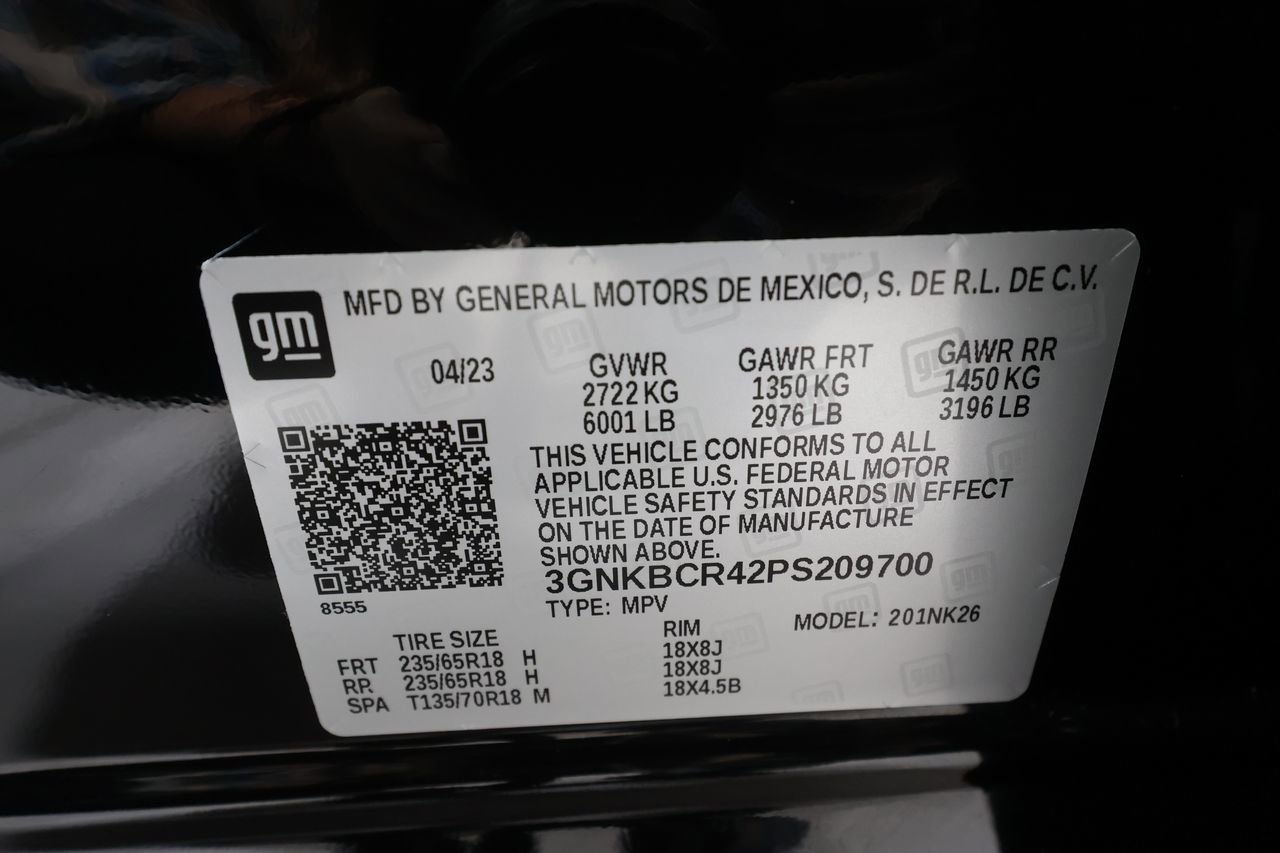 gm
MFD BY GENERAL MOTORS DE MEXICO, S. DE R.L. DE C.V.
04/23 GVWR GAWR FRT GAWR RR
2722 KG 1350 KG 1450 KG
6001 LB 2976 LB 3196 LB
THIS VEHICLE CONFORMS TO ALL
APPLICABLE U.S. FEDERAL MOTOR
VEHICLE SAFETY STANDARDS IN EFFECT
ON THE DATE OF MANUFACTURE
SHOWN ABOVE.
3GNKBCR42PS209700
8555
TYPE: MPV MODEL: 201NK26
TIRE SIZE RIM
FRT 235/65R18 H 18X8J
RR 235/65R18 H 18X8J
SPA T135/70R18 M 18X4.5B